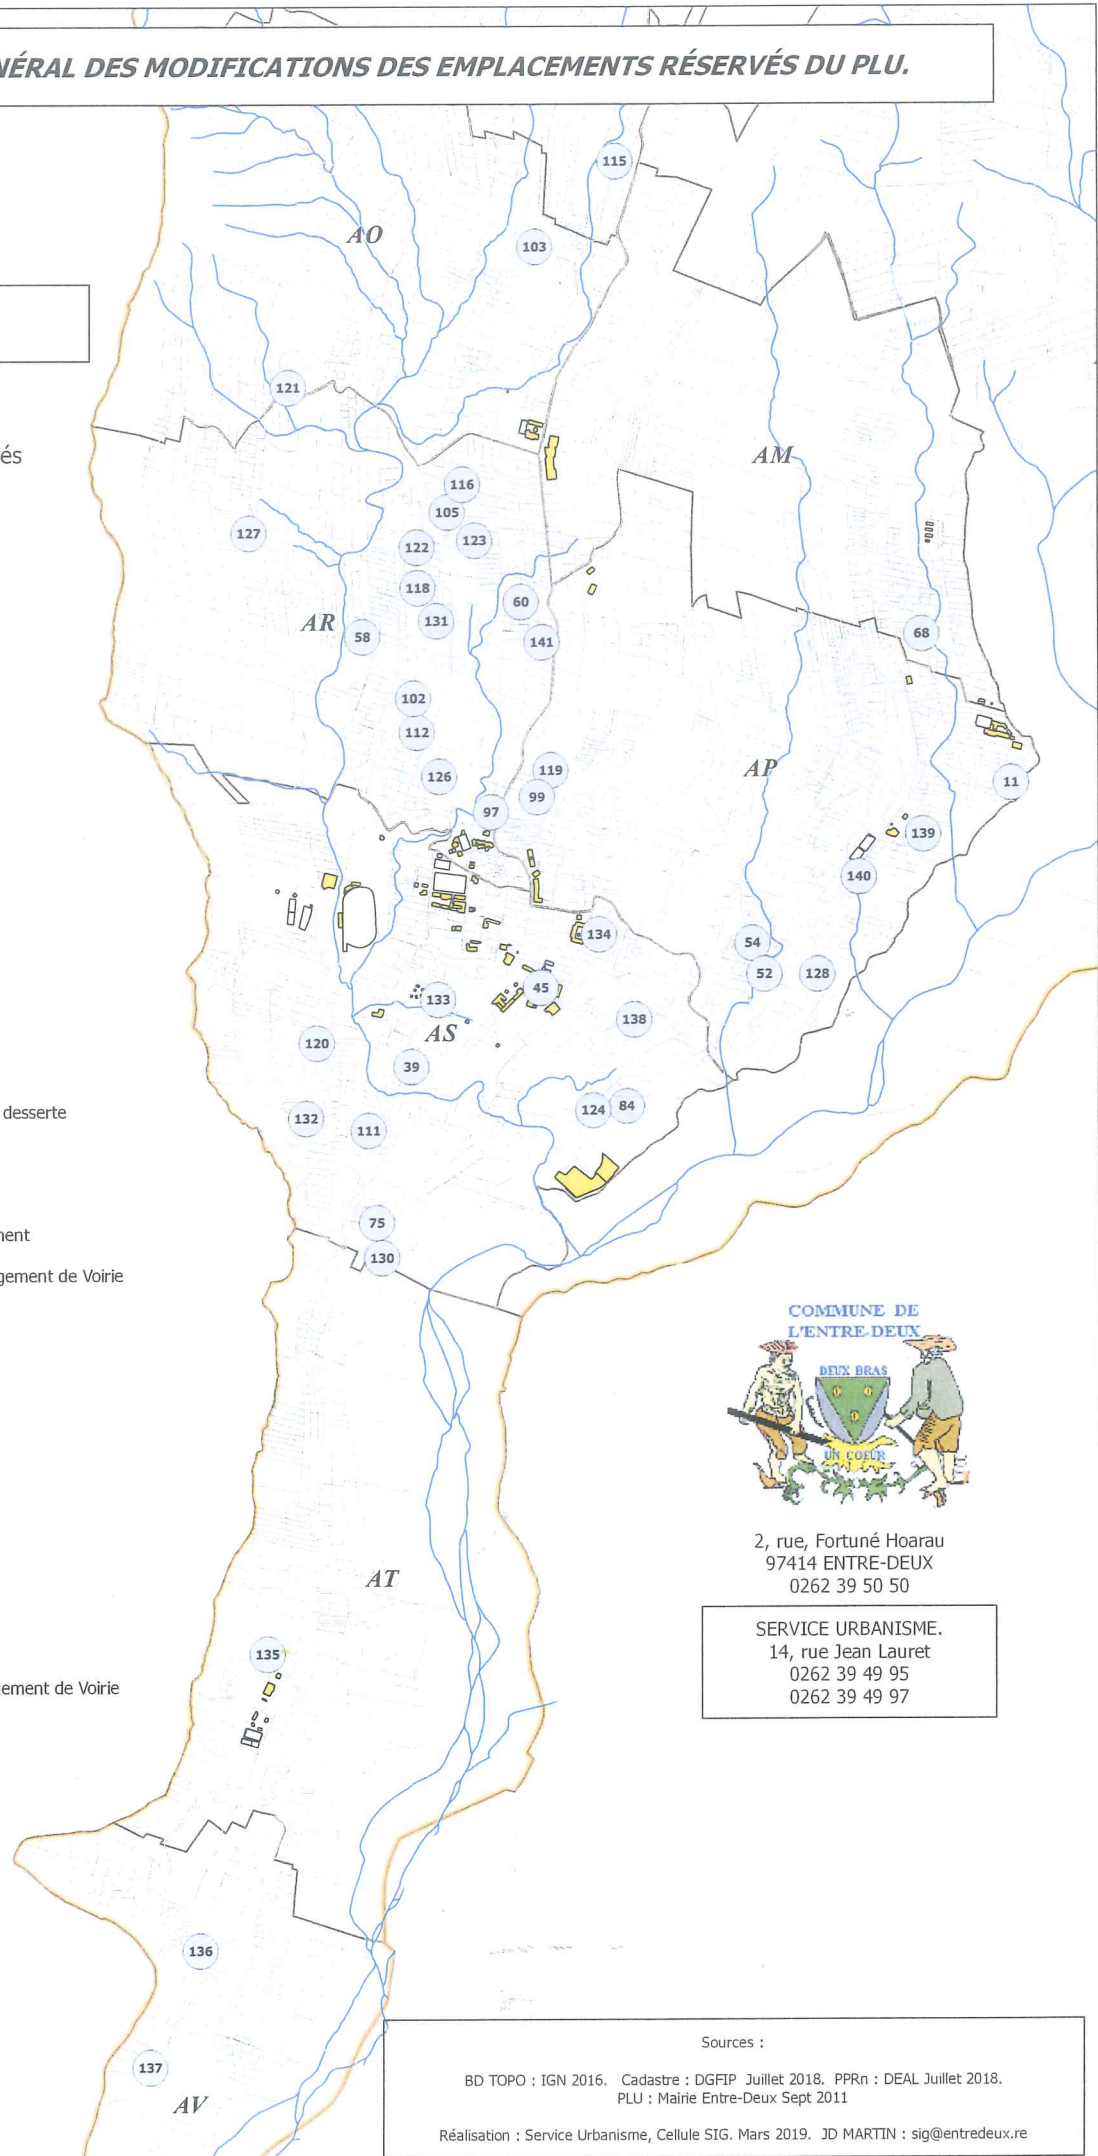 NÉRAL DES MODIFICATIONS DES EMPLACEMENTS RÉSERVÉS DU PLU.
115
AO
103
121
és
AM
116
105
127
122
123
118
60
AR
58
131
141
68
102
112
126
119
AP
99
97
11
139
140
134
54
52
128
45
133
138
AS
120
39
desserte
132
111
124
84
75
ment
130
gement de Voirie
COMMUNE DE
L'ENTRE-DEUX
DEUX BRAS
UN COEUR
2, rue, Fortuné Hoarau
97414 ENTRE-DEUX
0262 39 50 50
AT
SERVICE URBANISME.
14, rue Jean Lauret
0262 39 49 95
0262 39 49 97
135
ement de Voirie
136
137
AV
Sources :
BD TOPO : IGN 2016. Cadastre : DGFIP Juillet 2018. PPRn : DEAL Juillet 2018.
PLU : Mairie Entre-Deux Sept 2011
Réalisation : Service Urbanisme, Cellule SIG. Mars 2019. JD MARTIN : sig@entredeux.re